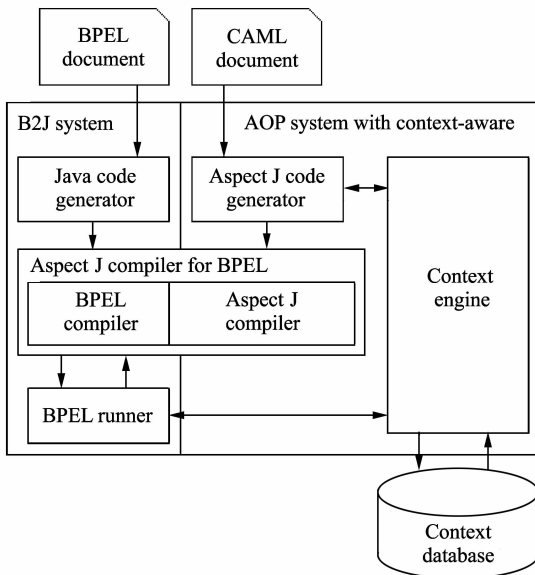 BPEL
document
CAML
document
B2J system
AOP system with context-aware
Java code
generator
Aspect J code
generator
Aspect J compiler for BPEL
BPEL
compiler
Aspect J
compiler
Context
engine
BPEL runner
Context
database